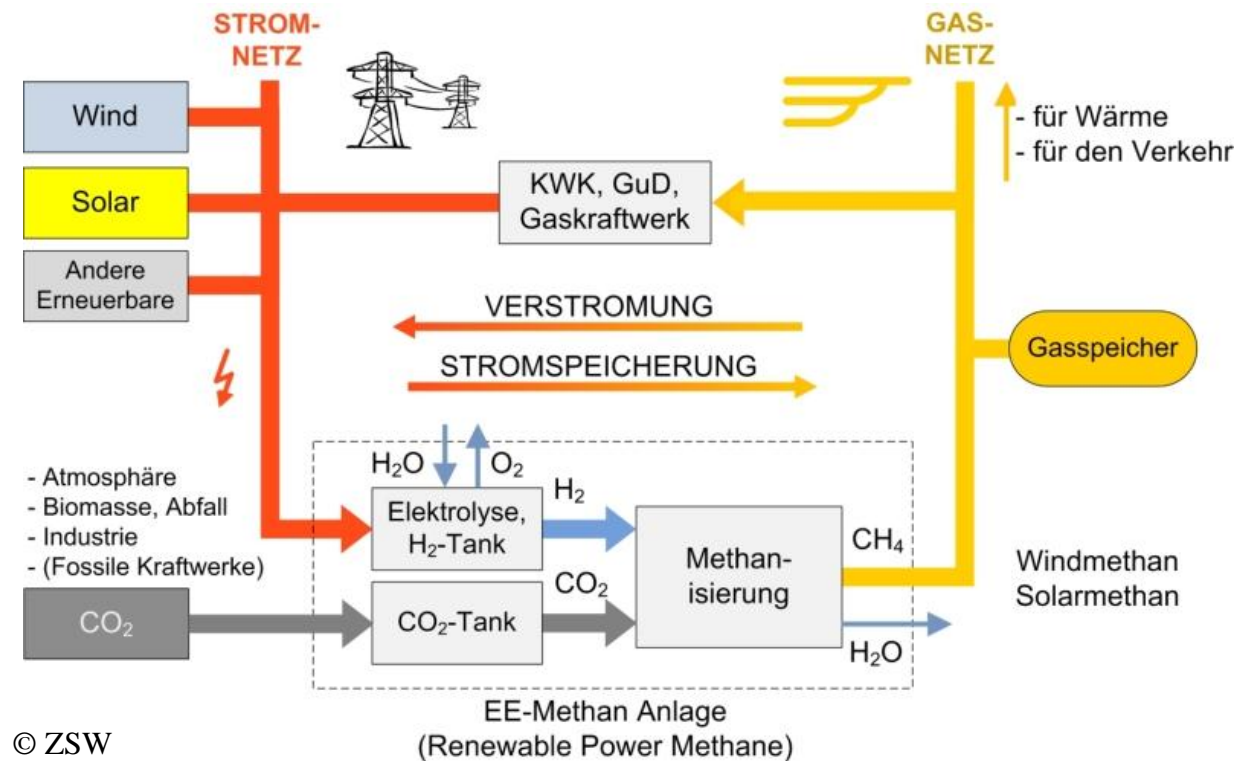 STROM-
NETZ
GAS-
NETZ
Wind
- für Wärme
- für den Verkehr
Solar
KWK, GuD,
Gaskraftwerk
Andere
Erneuerbare
VERSTROMUNG
STROMSPEICHERUNG
Gasspeicher
- Atmosphäre
- Biomasse, Abfall
- Industrie
- (Fossile Kraftwerke)
H₂O
O₂
H₂
Elektrolyse,
H₂-Tank
Methan-
isierung
CH₄
Windmethan
Solarmethan
CO₂
CO₂-Tank
CO₂
H₂O
EE-Methan Anlage
(Renewable Power Methane)
© ZSW